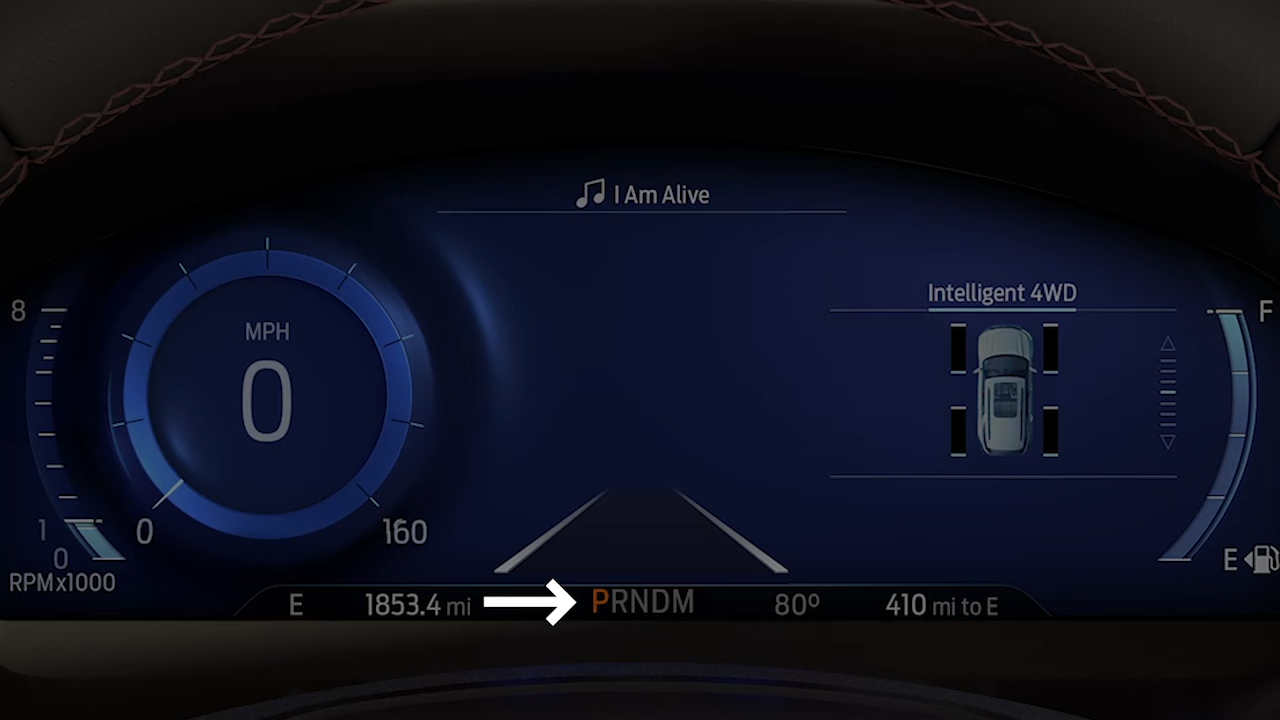 I Am Alive
Intelligent 4WD
8
F
MPH
0
1
0
160
0
E
RPMx1000
E 1853.4 mi PRNDM 80º 410 mi to E